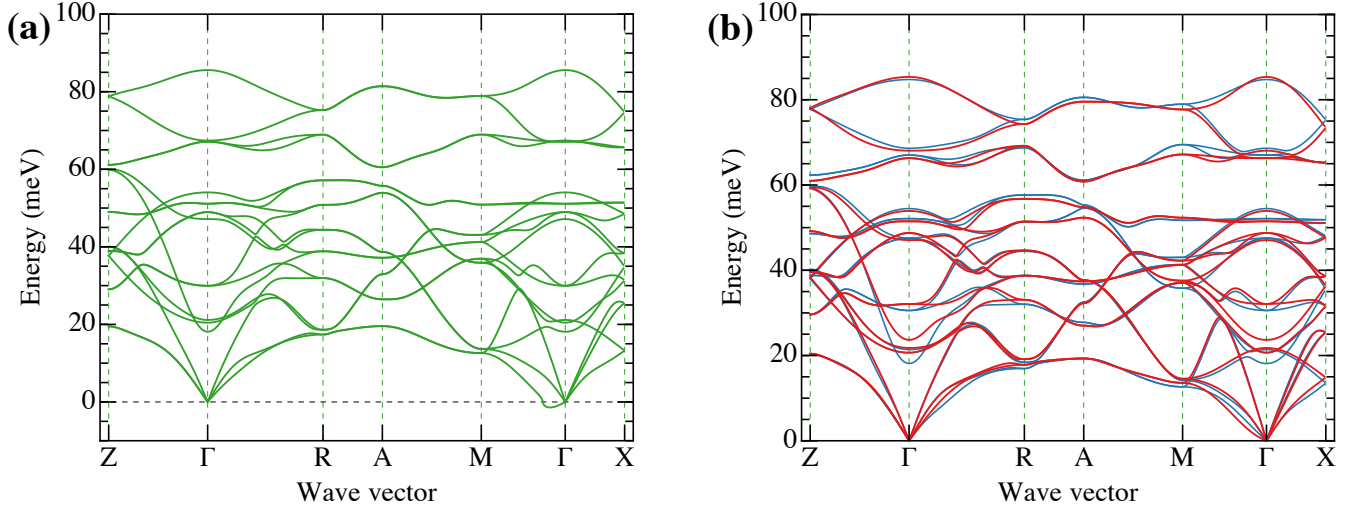 (a)
100
80
60
40
20
0
Energy (meV)
Z Γ R A M Γ X
Wave vector
(b)
100
80
60
40
20
0
Energy (meV)
Z Γ R A M Γ X
Wave vector